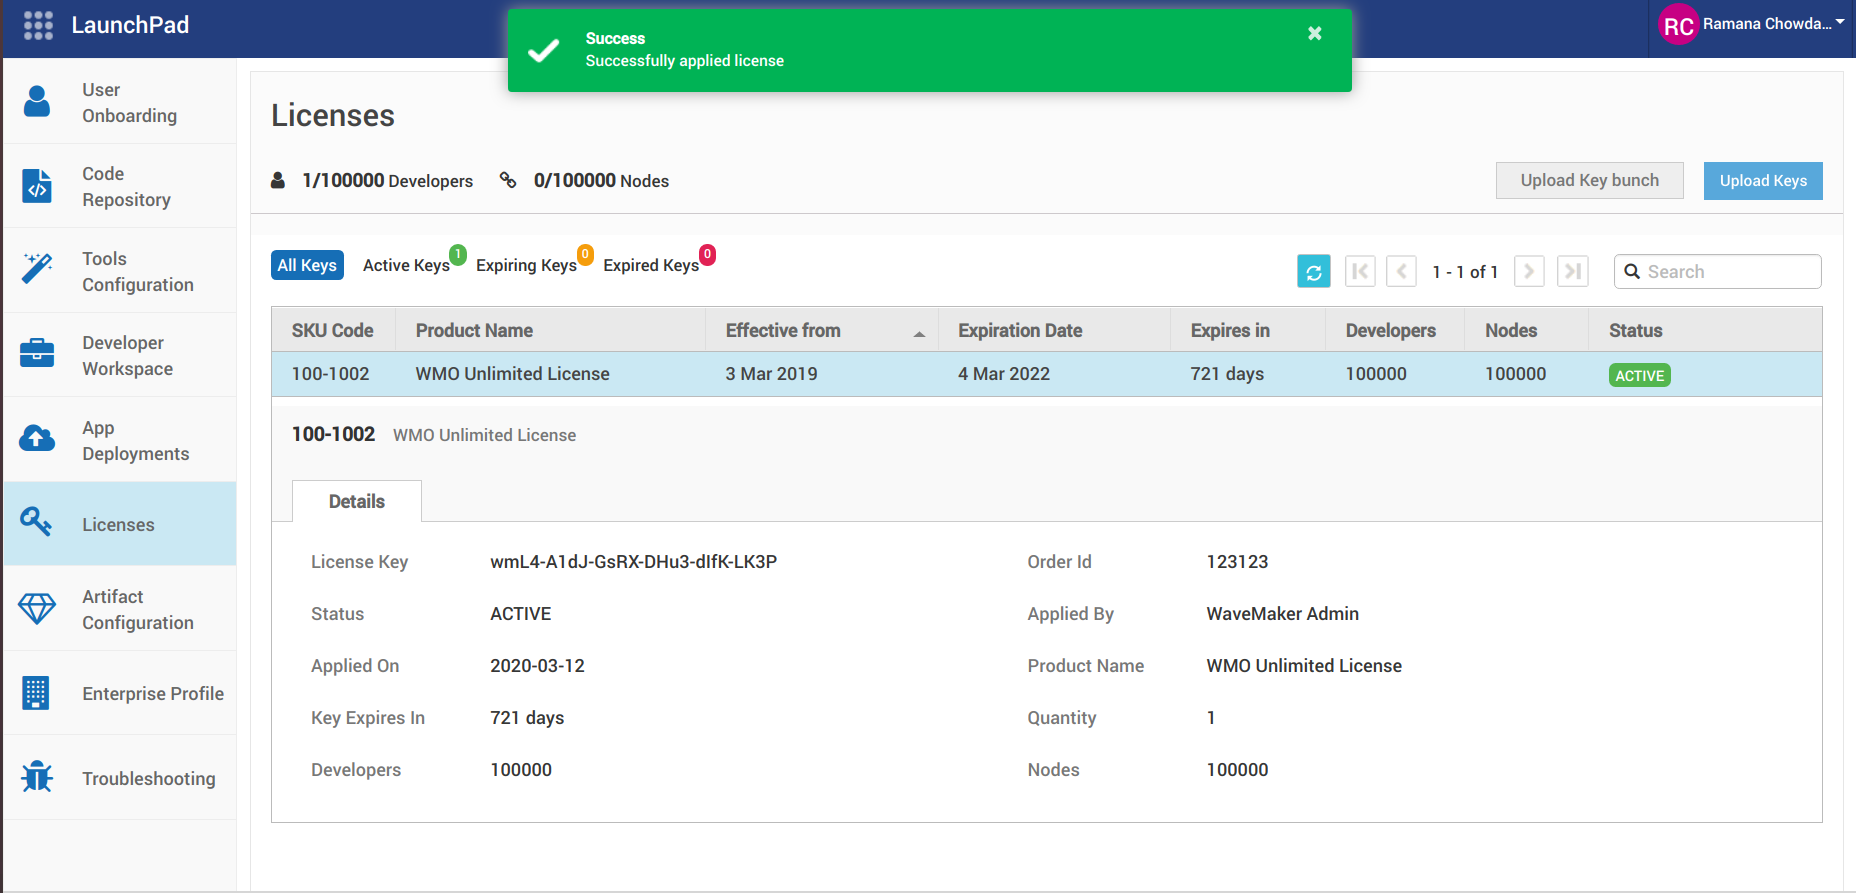 LaunchPad
Success
Successfully applied license
RC Ramana Chowda...
User
Onboarding
Code
Repository
Tools
Configuration
Developer
Workspace
App
Deployments
Licenses
Artifact
Configuration
Enterprise Profile
Troubleshooting
Licenses
1/100000 Developers 0/100000 Nodes
Upload Key bunch Upload Keys
All Keys Active Keys 1 Expiring Keys 0 Expired Keys 0
1 - 1 of 1 Search
SKU Code Product Name Effective from Expiration Date Expires in Developers Nodes Status
100-1002 WMO Unlimited License 3 Mar 2019 4 Mar 2022 721 days 100000 100000 ACTIVE
100-1002 WMO Unlimited License
Details
License Key wmL4-A1dJ-GsRX-DHu3-dIfK-LK3P Order Id 123123
Status ACTIVE Applied By WaveMaker Admin
Applied On 2020-03-12 Product Name WMO Unlimited License
Key Expires In 721 days Quantity 1
Developers 100000 Nodes 100000